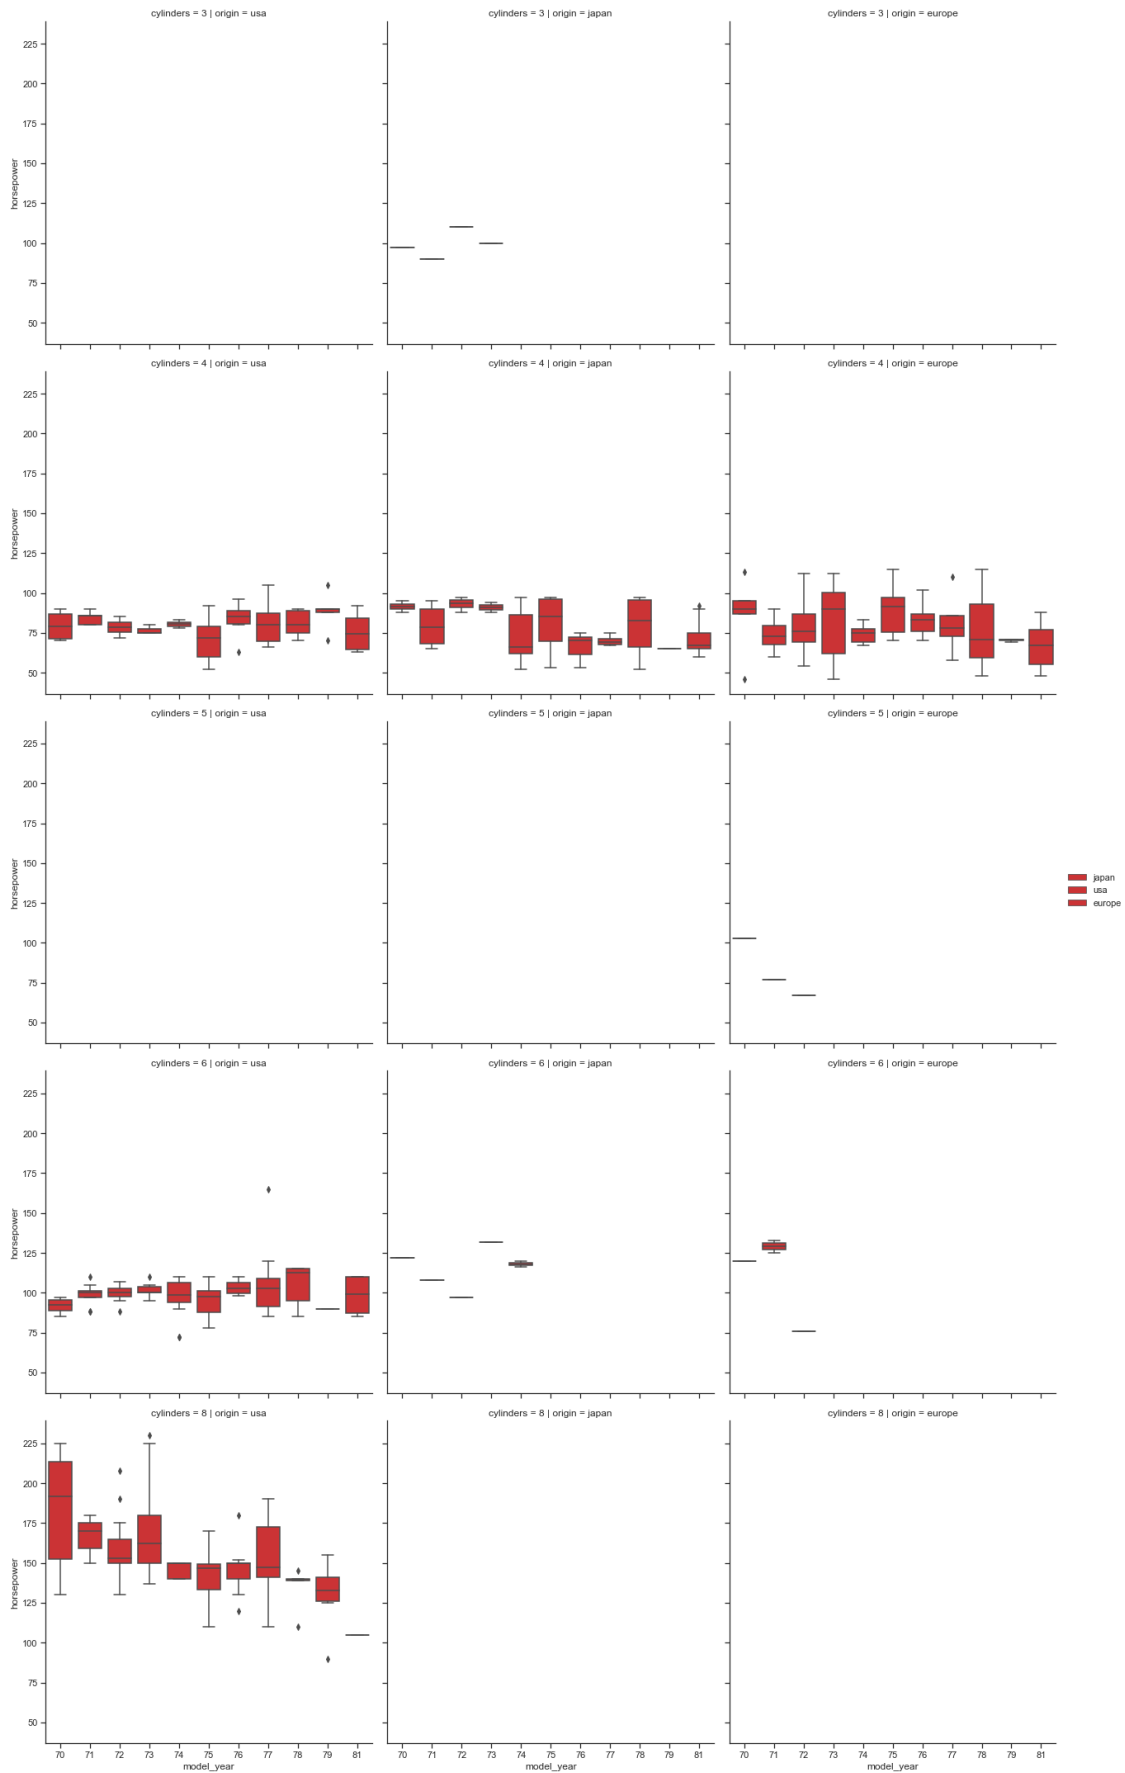 cylinders = 3 | origin = usa
cylinders = 3 | origin = japan
cylinders = 3 | origin = europe
225
200
175
150
125
100
75
50
horsepower
cylinders = 4 | origin = usa
cylinders = 4 | origin = japan
cylinders = 4 | origin = europe
225
200
175
150
125
100
75
50
horsepower
cylinders = 5 | origin = usa
cylinders = 5 | origin = japan
cylinders = 5 | origin = europe
225
200
175
150
125
100
75
50
horsepower
japan
usa
europe
cylinders = 6 | origin = usa
cylinders = 6 | origin = japan
cylinders = 6 | origin = europe
225
200
175
150
125
100
75
50
horsepower
cylinders = 8 | origin = usa
cylinders = 8 | origin = japan
cylinders = 8 | origin = europe
225
200
175
150
125
100
75
50
horsepower
70 71 72 73 74 75 76 77 78 79 81
model_year
70 71 72 73 74 75 76 77 78 79 81
model_year
70 71 72 73 74 75 76 77 78 79 81
model_year